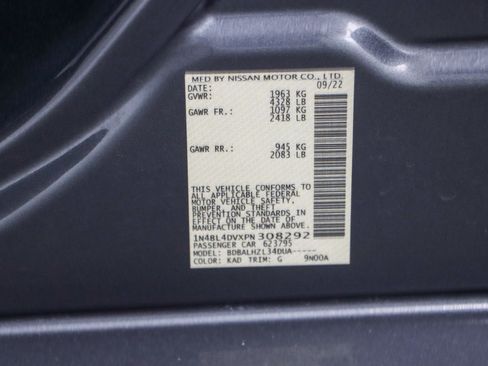 MFD BY NISSAN MOTOR CO., LTD.
DATE: 09/22
GVWR: 1963 KG
4328 LB
GAWR FR.: 1097 KG
2418 LB
GAWR RR.: 945 KG
2083 LB
THIS VEHICLE CONFORMS TO
ALL APPLICABLE FEDERAL
MOTOR VEHICLE SAFETY,
BUMPER, AND THEFT
PREVENTION STANDARDS IN
EFFECT ON THE DATE OF
MANUFACTURE SHOWN ABOVE.
1N4BL4DVXPN308292
PASSENGER CAR 623795
MODEL: BDBALHZL34DUA-----
COLOR: KAD TRIM: G 9N00A